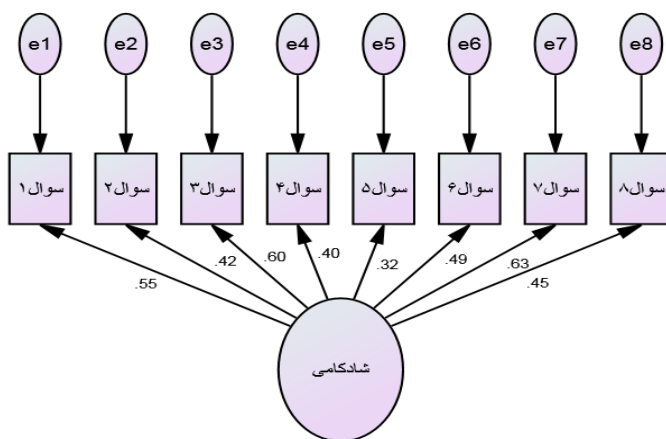 e1 e2 e3 e4 e5 e6 e7 e8
سوال۱ سوال۲ سوال۳ سوال۴ سوال۵ سوال۶ سوال۷ سوال۸
.55 .42 .60 .40 .32 .49 .63 .45
شادکامی